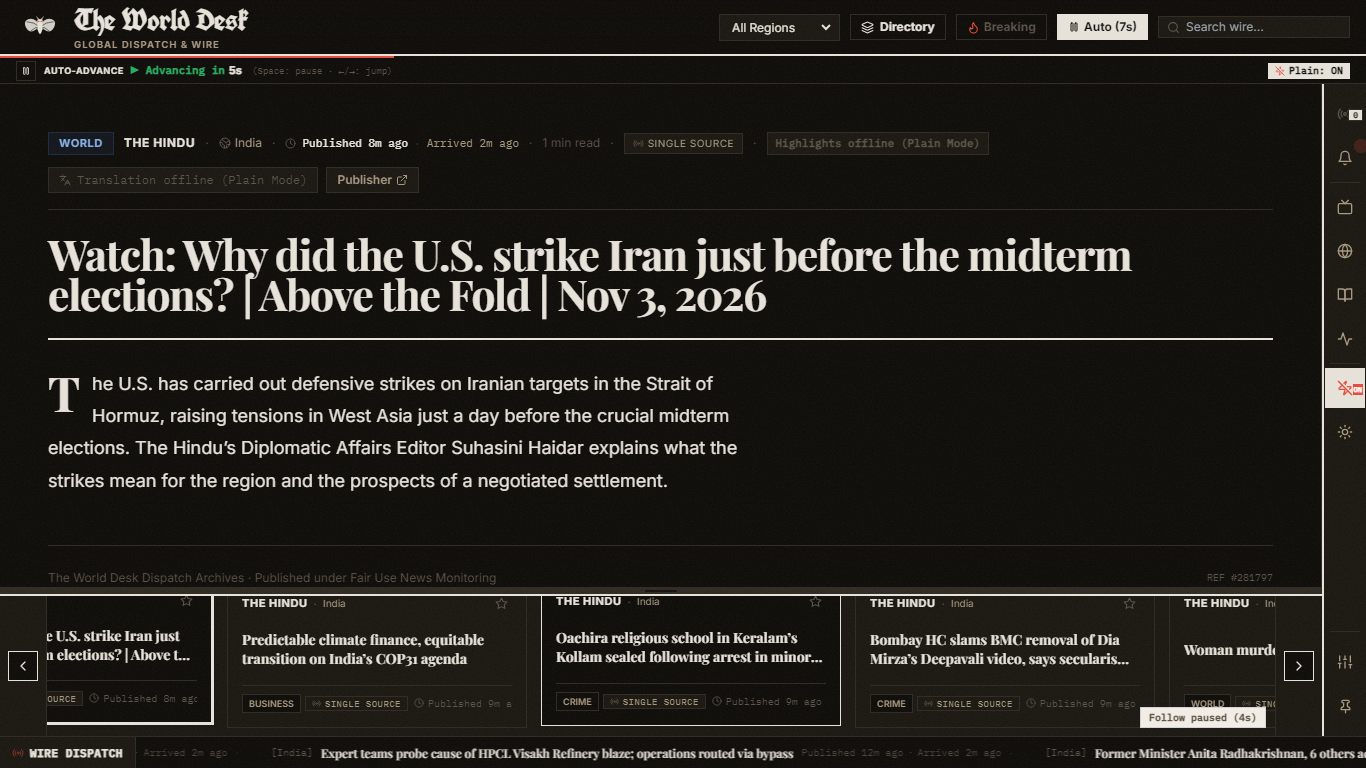 The World Desk
GLOBAL DISPATCH & WIRE
All Regions
Directory
Breaking
Auto (7s)
Search wire...
AUTO-ADVANCE ▶ Advancing in 5s (Space: pause · ←/→: jump)
Plain: ON
0
WORLD THE HINDU · India · Published 8m ago · Arrived 2m ago · 1 min read · SINGLE SOURCE · Highlights offline (Plain Mode)
Translation offline (Plain Mode) Publisher
Watch: Why did the U.S. strike Iran just before the midterm
elections? | Above the Fold | Nov 3, 2026
The U.S. has carried out defensive strikes on Iranian targets in the Strait of
Hormuz, raising tensions in West Asia just a day before the crucial midterm
elections. The Hindu’s Diplomatic Affairs Editor Suhasini Haidar explains what the
strikes mean for the region and the prospects of a negotiated settlement.
The World Desk Dispatch Archives · Published under Fair Use News Monitoring
REF #281797
e U.S. strike Iran just
n elections? | Above t...
OURCE Published 8m ago
THE HINDU · India
Predictable climate finance, equitable
transition on India’s COP31 agenda
BUSINESS SINGLE SOURCE Published 9m a
THE HINDU · India
Oachira religious school in Keralam’s
Kollam sealed following arrest in minor...
CRIME SINGLE SOURCE Published 9m ago
THE HINDU · India
Bombay HC slams BMC removal of Dia
Mirza’s Deepavali video, says secularis...
CRIME SINGLE SOURCE Published 9m ago
THE HINDU · In
Woman murde
WORLD SIN
Follow paused (4s)
WIRE DISPATCH
Arrived 2m ago · [India] Expert teams probe cause of HPCL Visakh Refinery blaze; operations routed via bypass Published 12m ago · Arrived 2m ago · [India] Former Minister Anita Radhakrishnan, 6 others ac